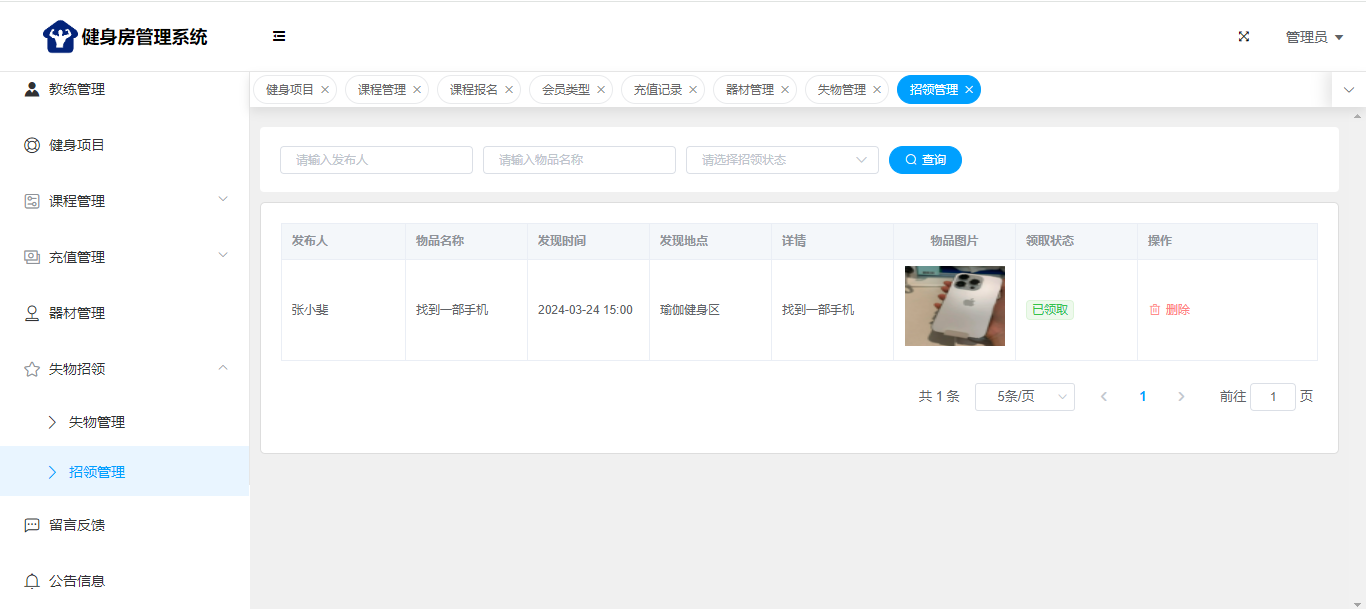 健身房管理系统
管理员
教练管理
健身项目
课程管理
充值管理
器材管理
失物招领
失物管理
招领管理
留言反馈
公告信息
健身项目 课程管理 课程报名 会员类型 充值记录 器材管理 失物管理 招领管理
请输入发布人 请输入物品名称 请选择招领状态 查询
发布人 物品名称 发现时间 发现地点 详情 物品图片 领取状态 操作
张小斐 找到一部手机 2024-03-24 15:00 瑜伽健身区 找到一部手机 已领取 删除
共 1 条 5条/页 1 前往 1 页